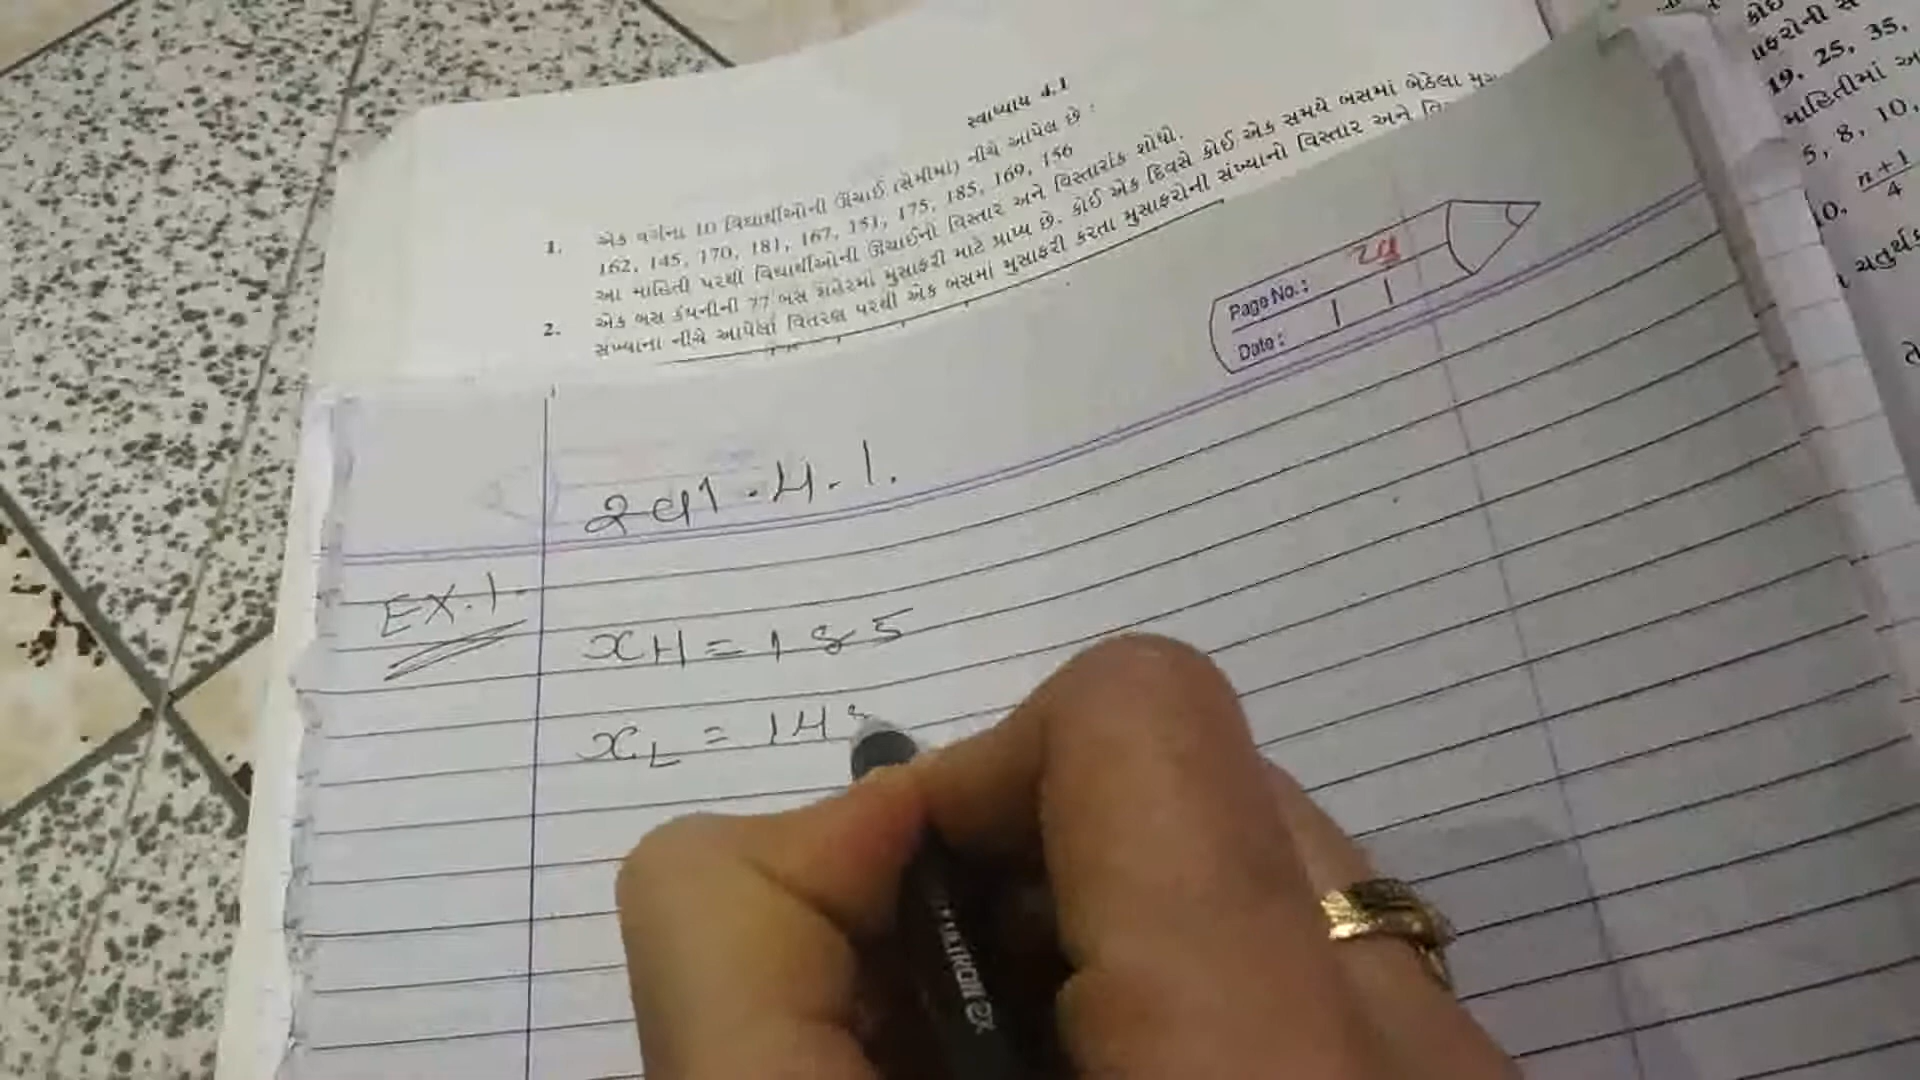 સ્વાધ્યાય 4.1
1. એક વર્ગના 10 વિદ્યાર્થીઓની ઊંચાઈ (સેમીમાં) નીચે આપેલ છે :
162, 145, 170, 181, 167, 151, 175, 185, 169, 156
આ માહિતી પરથી વિદ્યાર્થીઓની ઊંચાઈનો વિસ્તાર અને વિસ્તારાંક શોધો.
2. એક બસ કંપનીની 77 બસ શહેરમાં મુસાફરી માટે પ્રાપ્ય છે. કોઈ એક દિવસે કોઈ એક સમયે બસમાં બેઠેલા
સંખ્યાના નીચે આપેલા વિતરણ પરથી એક બસમાં મુસાફરી કરતા મુસાફરોની સંખ્યાનો વિસ્તાર અને
Page No.:
Date:
સ્વા. 4.1.
EX.1.
xH = 185
xL = 14
કોઈ
19, 25, 35,
માહિતીમાં
5, 8, 10,
n+1
4
10.